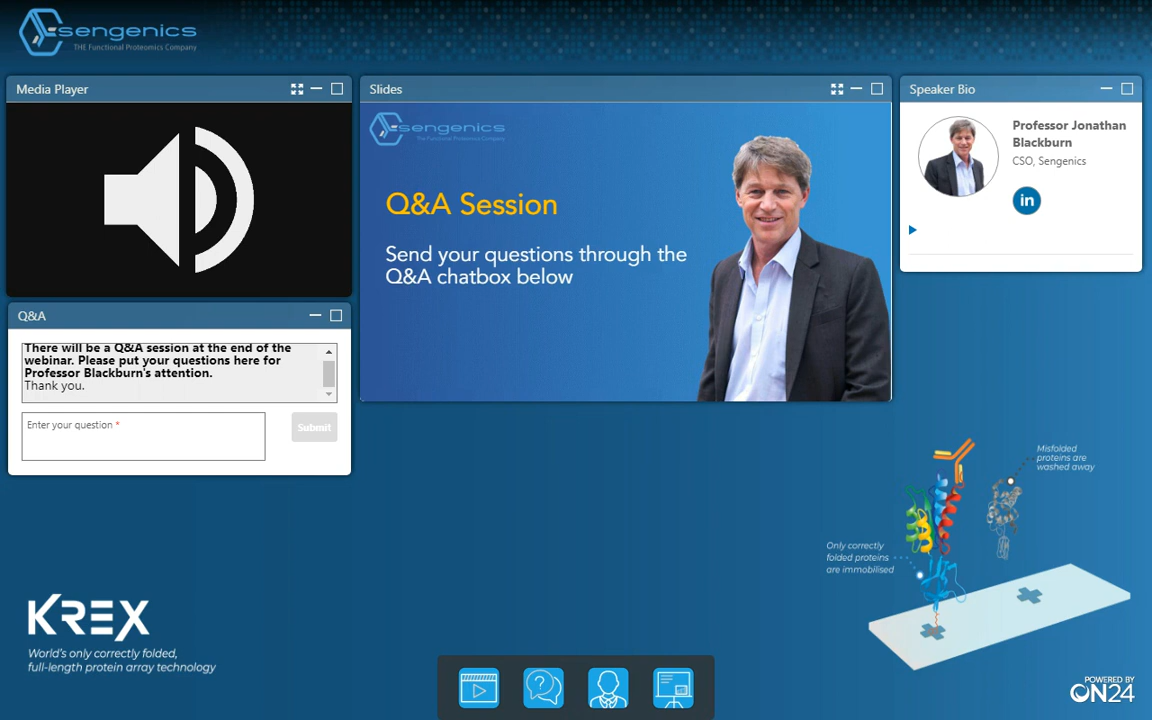 sengenics
THE Functional Proteomics Company
Media Player
Slides
Speaker Bio
sengenics
The Functional Proteomics Company
Q&A Session
Send your questions through the
Q&A chatbox below
Professor Jonathan
Blackburn
CSO, Sengenics
in
Q&A
There will be a Q&A session at the end of the
webinar. Please put your questions here for
Professor Blackburn's attention.
Thank you.
Enter your question *
Submit
Misfolded
proteins are
washed away
Only correctly
folded proteins
are immobilised
KREX
World's only correctly folded,
full-length protein array technology
POWERED BY
ON24